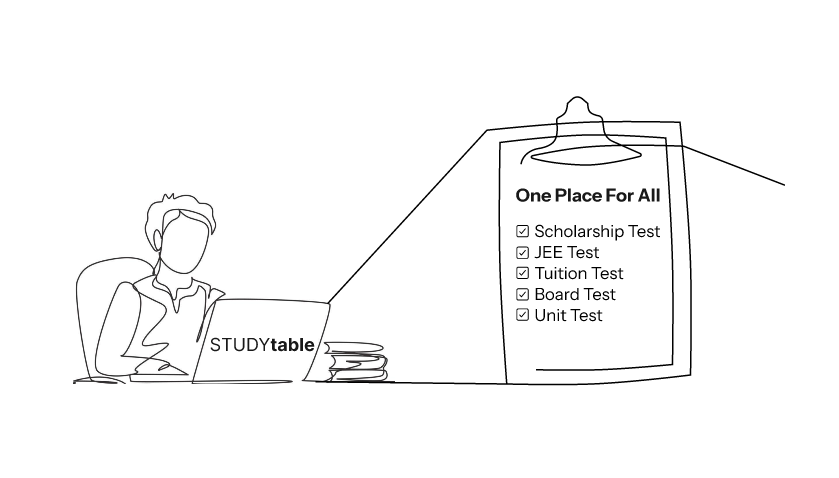 One Place For All
Scholarship Test
JEE Test
Tuition Test
Board Test
Unit Test
STUDYtable